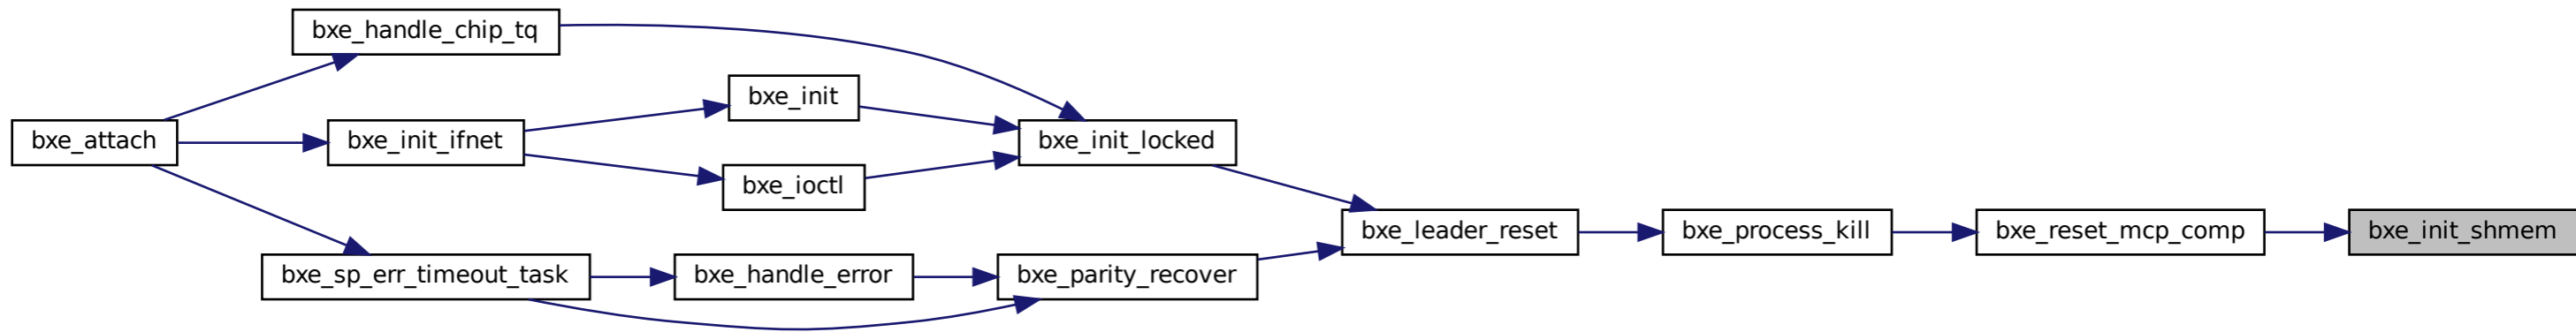 bxe_handle_chip_tq
bxe_init
bxe_attach
bxe_init_ifnet
bxe_init_locked
bxe_ioctl
bxe_leader_reset
bxe_process_kill
bxe_reset_mcp_comp
bxe_init_shmem
bxe_sp_err_timeout_task
bxe_handle_error
bxe_parity_recover